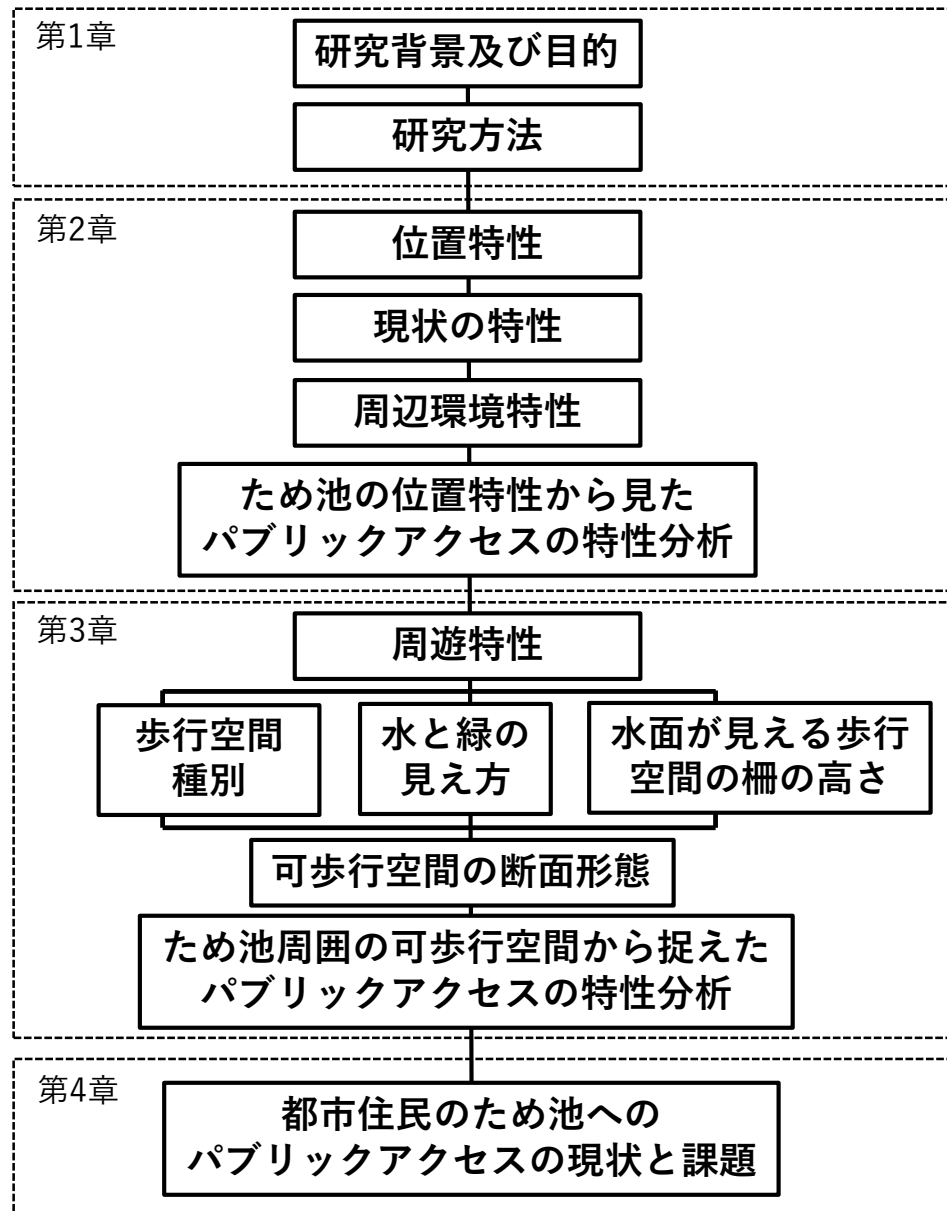 第1章
研究背景及び目的
研究方法
第2章
位置特性
現状の特性
周辺環境特性
ため池の位置特性から見た
パブリックアクセスの特性分析
第3章
周遊特性
歩行空間
種別
水と緑の
見え方
水面が見える歩行
空間の柵の高さ
可歩行空間の断面形態
ため池周囲の可歩行空間から捉えた
パブリックアクセスの特性分析
第4章
都市住民のため池への
パブリックアクセスの現状と課題